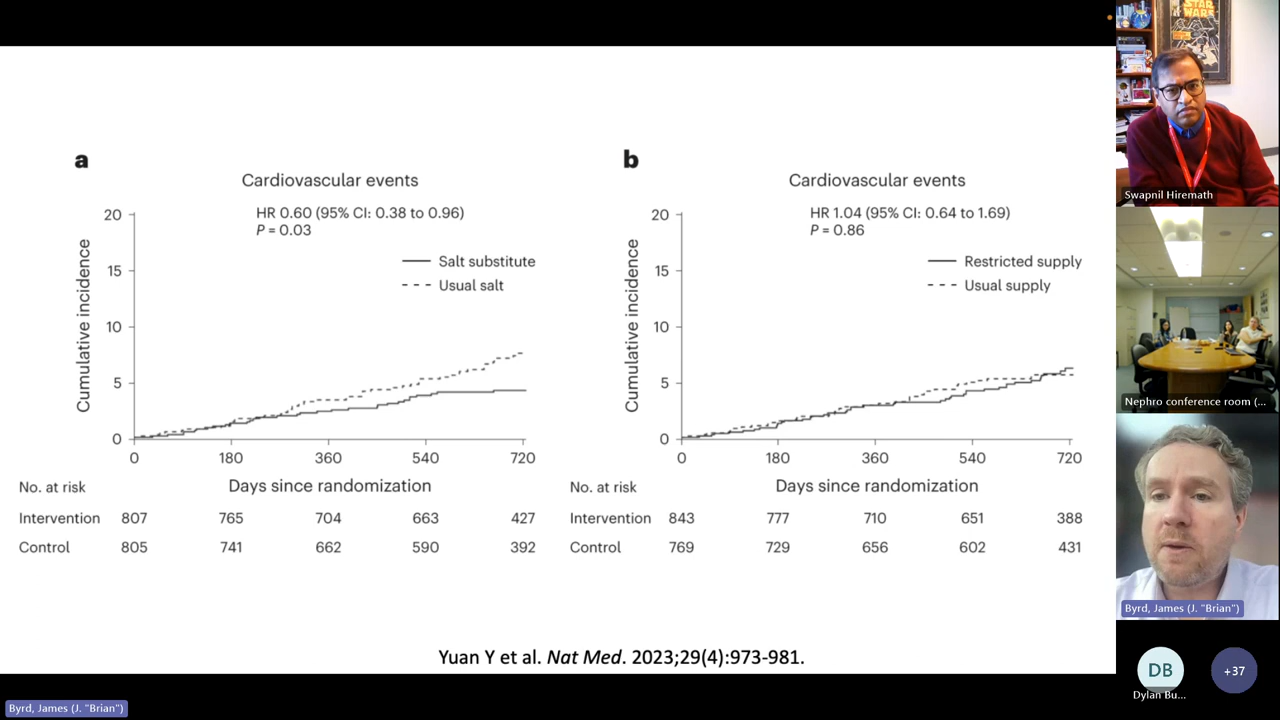 a
Cardiovascular events
HR 0.60 (95% CI: 0.38 to 0.96)
P = 0.03
Salt substitute
Usual salt
Cumulative incidence
20
15
10
5
0
0 180 360 540 720
Days since randomization
No. at risk
Intervention 807 765 704 663 427
Control 805 741 662 590 392
b
Cardiovascular events
HR 1.04 (95% CI: 0.64 to 1.69)
P = 0.86
Restricted supply
Usual supply
Cumulative incidence
20
15
10
5
0
0 180 360 540 720
Days since randomization
No. at risk
Intervention 843 777 710 651 388
Control 769 729 656 602 431
Yuan Y et al. Nat Med. 2023;29(4):973-981.
Byrd, James (J. "Brian")
STAR
WARS
Swapnil Hiremath
Nephro conference room (...
Byrd, James (J. "Brian")
DB
Dylan Bu...
+37